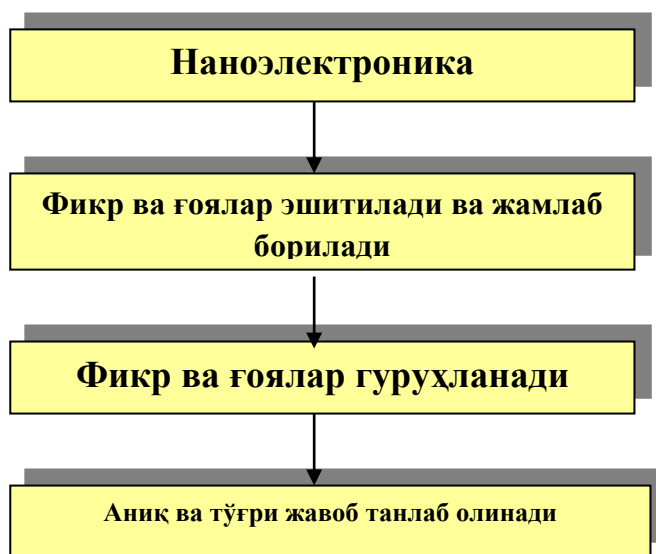 Наноэлектроника
Фикр ва ғоялар эшитилади ва жамлаб
борилади
Фикр ва ғоялар гуруҳланади
Аниқ ва тўғри жавоб танлаб олинади